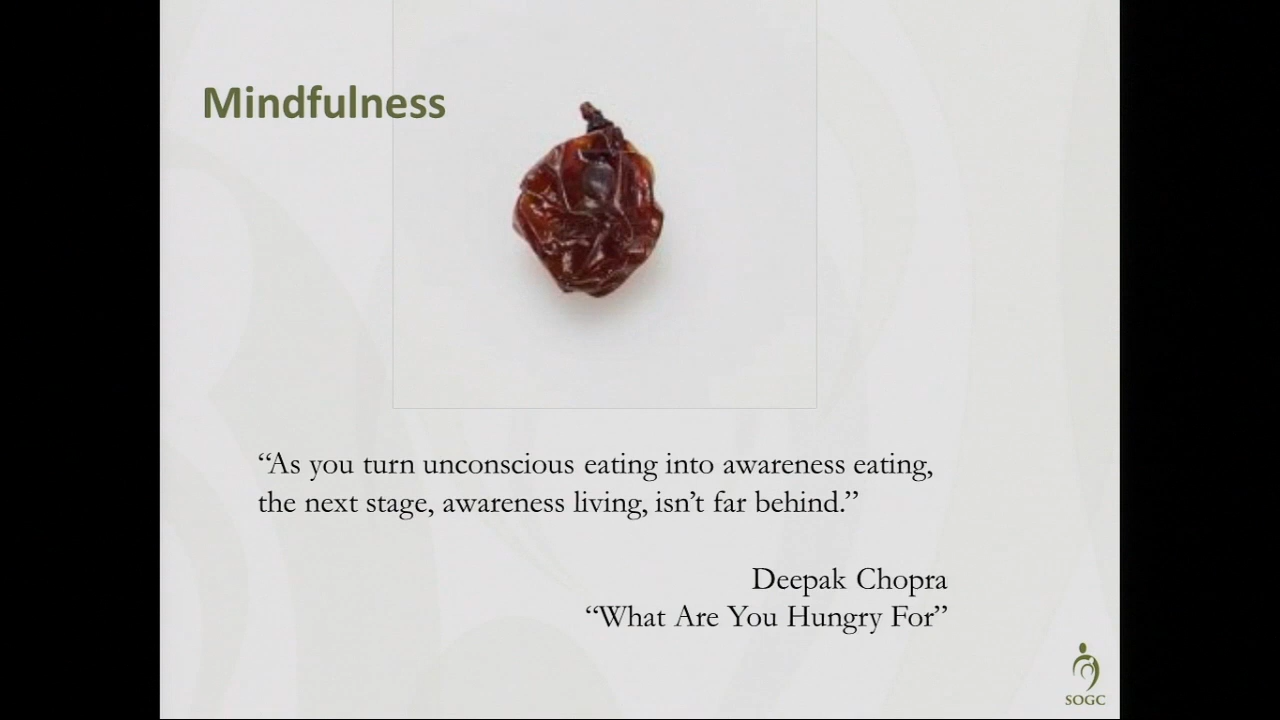 Mindfulness
“As you turn unconscious eating into awareness eating,
the next stage, awareness living, isn’t far behind.”
Deepak Chopra
“What Are You Hungry For”
SOGC